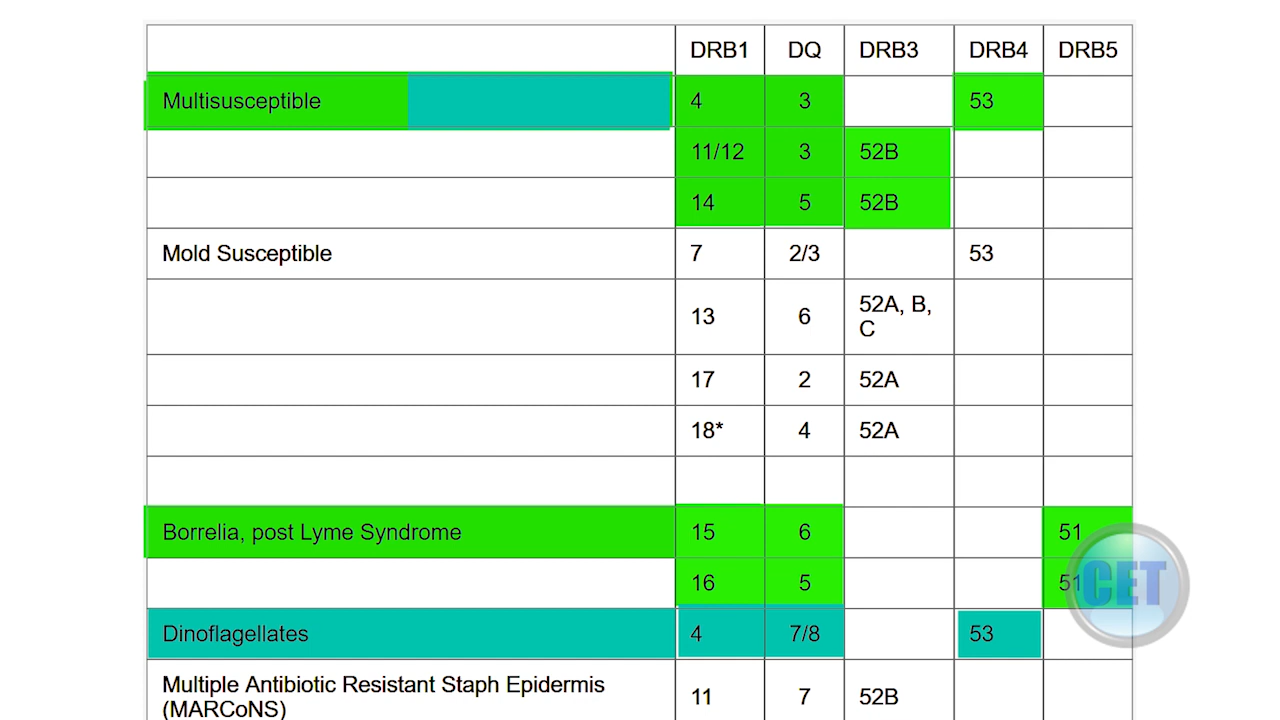 DRB1 DQ DRB3 DRB4 DRB5
Multisusceptible 4 3 53
11/12 3 52B
14 5 52B
Mold Susceptible 7 2/3 53
13 6 52A, B,
C
17 2 52A
18* 4 52A
Borrelia, post Lyme Syndrome 15 6 51
16 5 51
CET
Dinoflagellates 4 7/8 53
Multiple Antibiotic Resistant Staph Epidermis 11 7 52B
(MARCoNS)